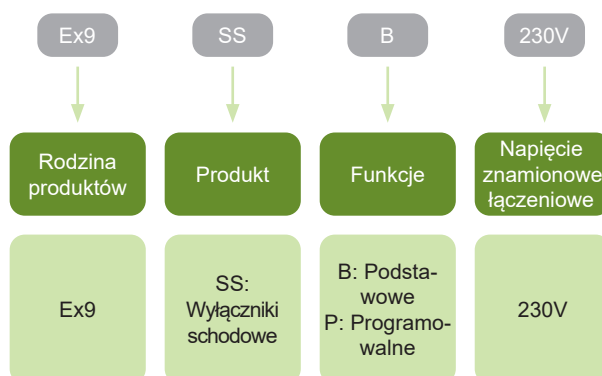 Ex9
SS
B
230V
Rodzina
produktów
Produkt
Funkcje
Napięcie
znamionowe
łączeniowe
Ex9
SS:
Wyłączniki
schodowe
B: Podsta-
wowe
P: Programo-
walne
230V